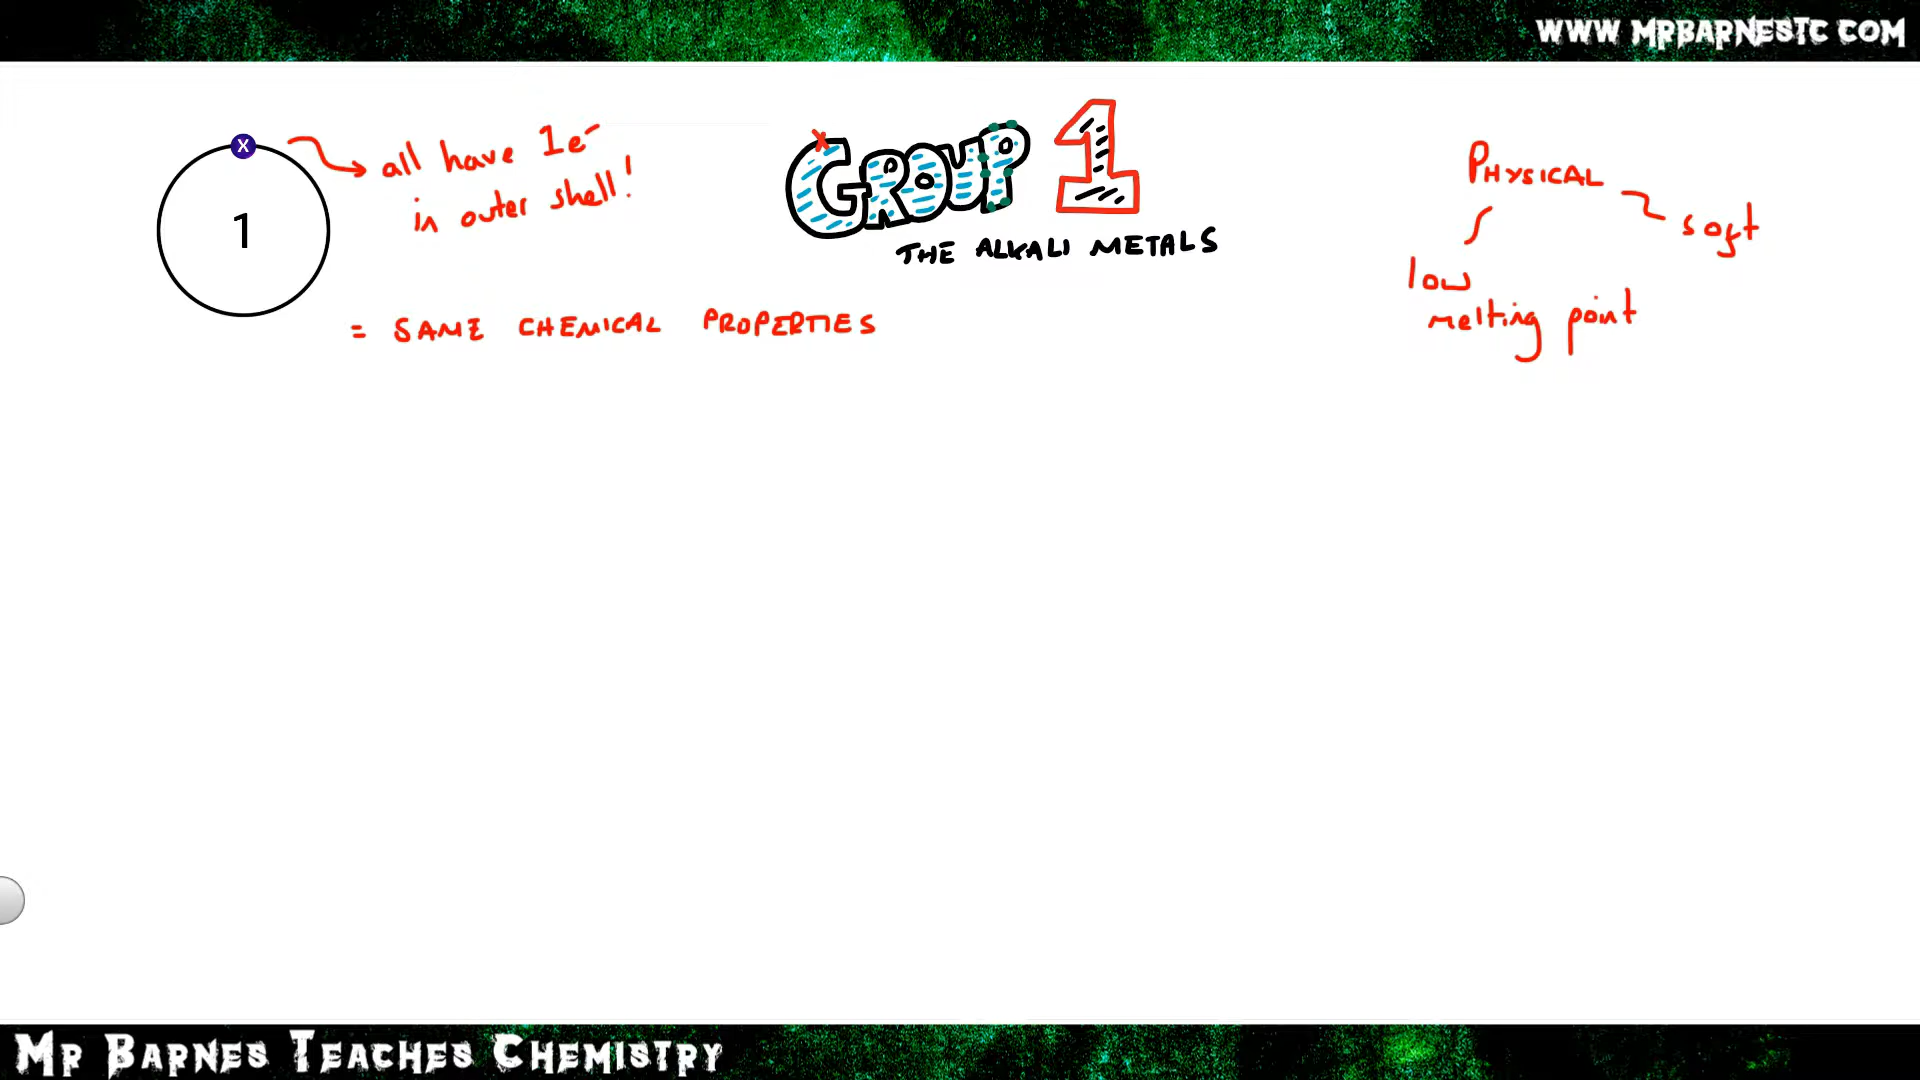 WWW MRBARNESTC COM
GROUP 1
THE ALKALI METALS
X
1
all have 1e⁻
in outer shell!
= SAME CHEMICAL PROPERTIES
PHYSICAL
soft
low
melting point
MR BARNES TEACHES CHEMISTRY